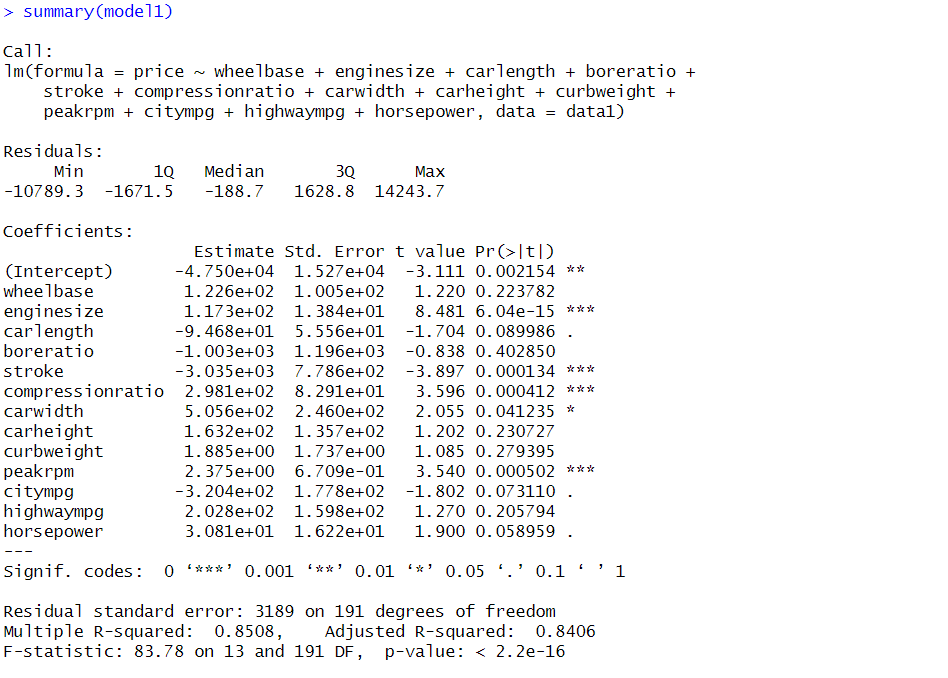 > summary(model1)
Call:
lm(formula = price ~ wheelbase + enginesize + carlength + boreratio +
    stroke + compressionratio + carwidth + carheight + curbweight +
    peakrpm + citympg + highwaympg + horsepower, data = data1)
Residuals:
     Min       1Q   Median       3Q      Max
-10789.3  -1671.5   -188.7   1628.8  14243.7
Coefficients:
                   Estimate Std. Error t value Pr(>|t|)
(Intercept)      -4.750e+04  1.527e+04  -3.111 0.002154 **
wheelbase         1.226e+02  1.005e+02   1.220 0.223782
enginesize        1.173e+02  1.384e+01   8.481 6.04e-15 ***
carlength        -9.468e+01  5.556e+01  -1.704 0.089986 .
boreratio        -1.003e+03  1.196e+03  -0.838 0.402850
stroke           -3.035e+03  7.786e+02  -3.897 0.000134 ***
compressionratio  2.981e+02  8.291e+01   3.596 0.000412 ***
carwidth          5.056e+02  2.460e+02   2.055 0.041235 *
carheight         1.632e+02  1.357e+02   1.202 0.230727
curbweight        1.885e+00  1.737e+00   1.085 0.279395
peakrpm           2.375e+00  6.709e-01   3.540 0.000502 ***
citympg          -3.204e+02  1.778e+02  -1.802 0.073110 .
highwaympg        2.028e+02  1.598e+02   1.270 0.205794
horsepower        3.081e+01  1.622e+01   1.900 0.058959 .
---
Signif. codes:  0 ‘***’ 0.001 ‘**’ 0.01 ‘*’ 0.05 ‘.’ 0.1 ‘ ’ 1
Residual standard error: 3189 on 191 degrees of freedom
Multiple R-squared:  0.8508,    Adjusted R-squared:  0.8406
F-statistic: 83.78 on 13 and 191 DF,  p-value: < 2.2e-16